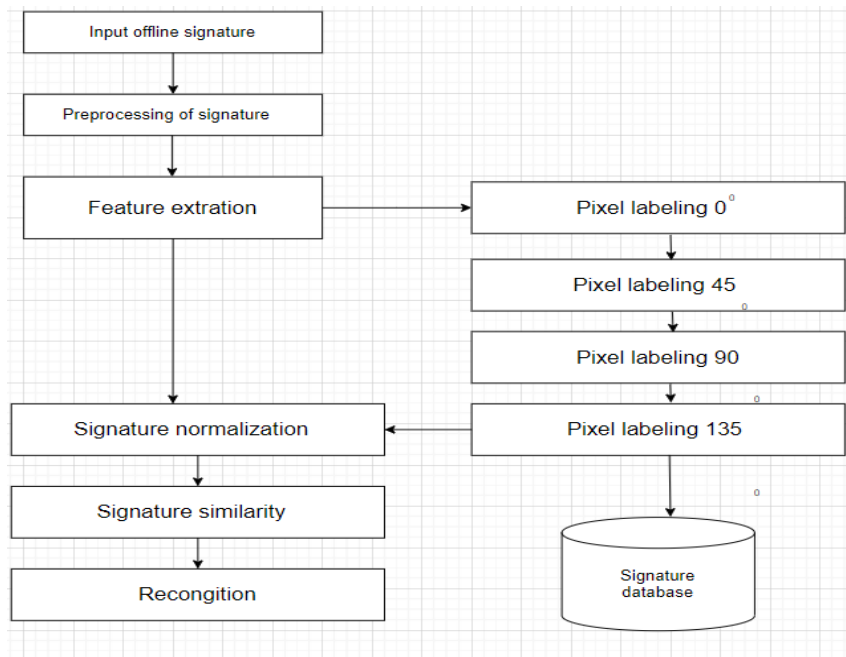 Input offline signature
Preprocessing of signature
Feature extration
Pixel labeling 0°
Pixel labeling 45
o
Pixel labeling 90
o
Signature normalization
Pixel labeling 135
o
Signature similarity
Signature
database
Recongition